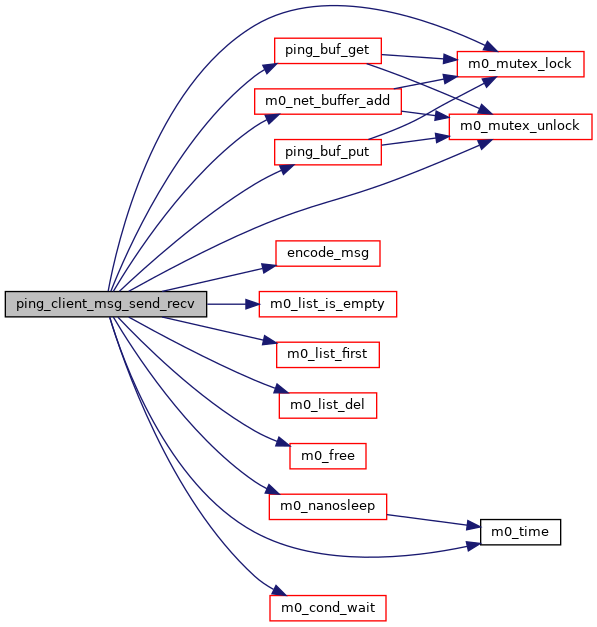 ping_buf_get
m0_mutex_lock
m0_net_buffer_add
m0_mutex_unlock
ping_buf_put
encode_msg
ping_client_msg_send_recv
m0_list_is_empty
m0_list_first
m0_list_del
m0_free
m0_nanosleep
m0_time
m0_cond_wait